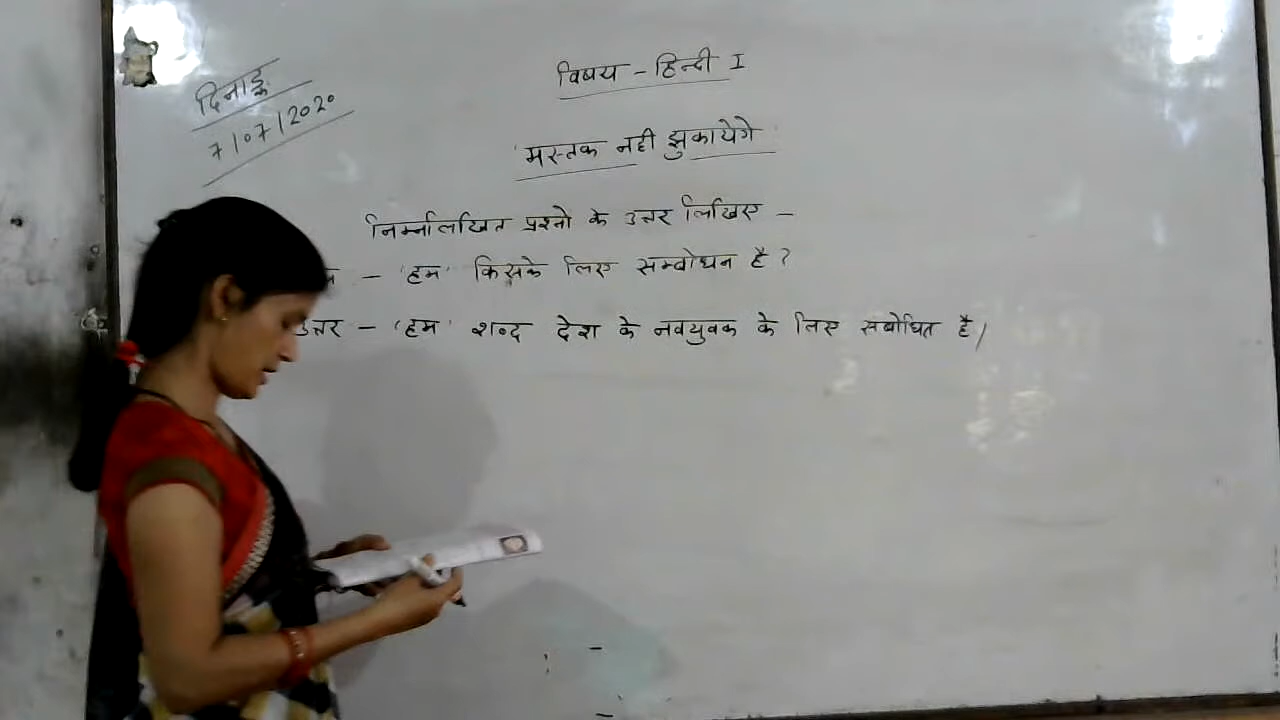 दिनाङ्क
7/07/2020
विषय - हिन्दी I
मस्तक नही झुकायेगे
निम्नलिखित प्रश्नो के उत्तर लिखिए -
- 'हम' किसके लिए सम्बोधन है?
उत्तर - 'हम' शब्द देश के नवयुवक के लिए संबोधित है/